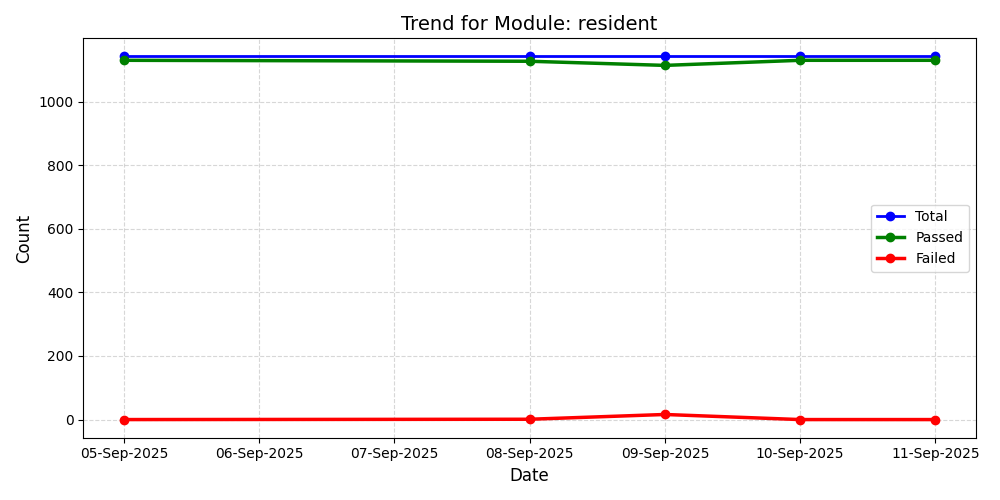 Trend for Module: resident
Count
1000
800
600
400
200
0
Total
Passed
Failed
05-Sep-2025 06-Sep-2025 07-Sep-2025 08-Sep-2025 09-Sep-2025 10-Sep-2025 11-Sep-2025
Date